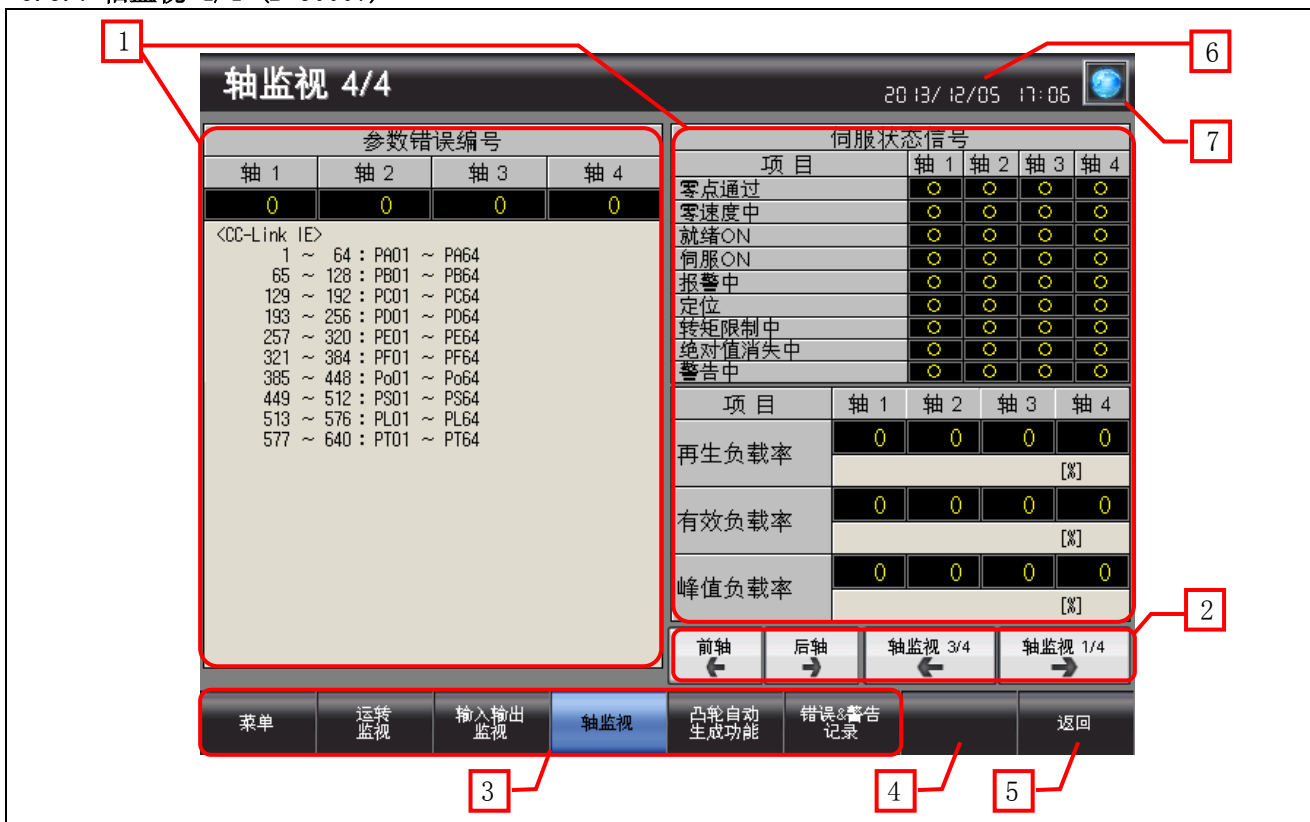 1
6
轴监视 4/4
2013/12/05 17:06
7
参数错误编号
轴 1 轴 2 轴 3 轴 4
0 0 0 0
<CC-Link IE>
1 ~ 64 : PA01 ~ PA64
65 ~ 128 : PB01 ~ PB64
129 ~ 192 : PC01 ~ PC64
193 ~ 256 : PD01 ~ PD64
257 ~ 320 : PE01 ~ PE64
321 ~ 384 : PF01 ~ PF64
385 ~ 448 : Po01 ~ Po64
449 ~ 512 : PS01 ~ PS64
513 ~ 576 : PL01 ~ PL64
577 ~ 640 : PT01 ~ PT64
伺服状态信号
项目 轴 1 轴 2 轴 3 轴 4
零点通过 ○ ○ ○ ○
零速度中 ○ ○ ○ ○
就绪ON ○ ○ ○ ○
伺服ON ○ ○ ○ ○
报警中 ○ ○ ○ ○
定位 ○ ○ ○ ○
转矩限制中 ○ ○ ○ ○
绝对值消失中 ○ ○ ○ ○
警告中 ○ ○ ○ ○
项目 轴 1 轴 2 轴 3 轴 4
再生负载率 0 0 0 0
[%]
有效负载率 0 0 0 0
[%]
峰值负载率 0 0 0 0
[%]
2
前轴 后轴 轴监视 3/4 轴监视 1/4
菜单
运转
监视
输入输出
监视
轴监视
凸轮自动
生成功能
错误&警告
记录
返回
3
4
5